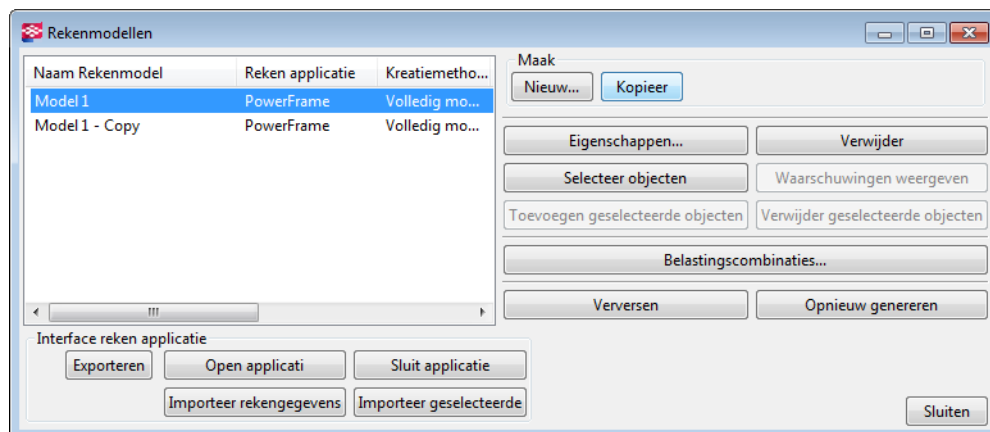 Rekenmodellen
Naam Rekenmodel Reken applicatie Kreatiemetho...
Model 1 PowerFrame Volledig mo...
Model 1 - Copy PowerFrame Volledig mo...
Maak
Nieuw... Kopieer
Eigenschappen... Verwijder
Selecteer objecten Waarschuwingen weergeven
Toevoegen geselecteerde objecten Verwijder geselecteerde objecten
Belastingscombinaties...
Verversen Opnieuw genereren
Interface reken applicatie
Exporteren Open applicati Sluit applicatie
Importeer rekengegevens Importeer geselecteerde
Sluiten